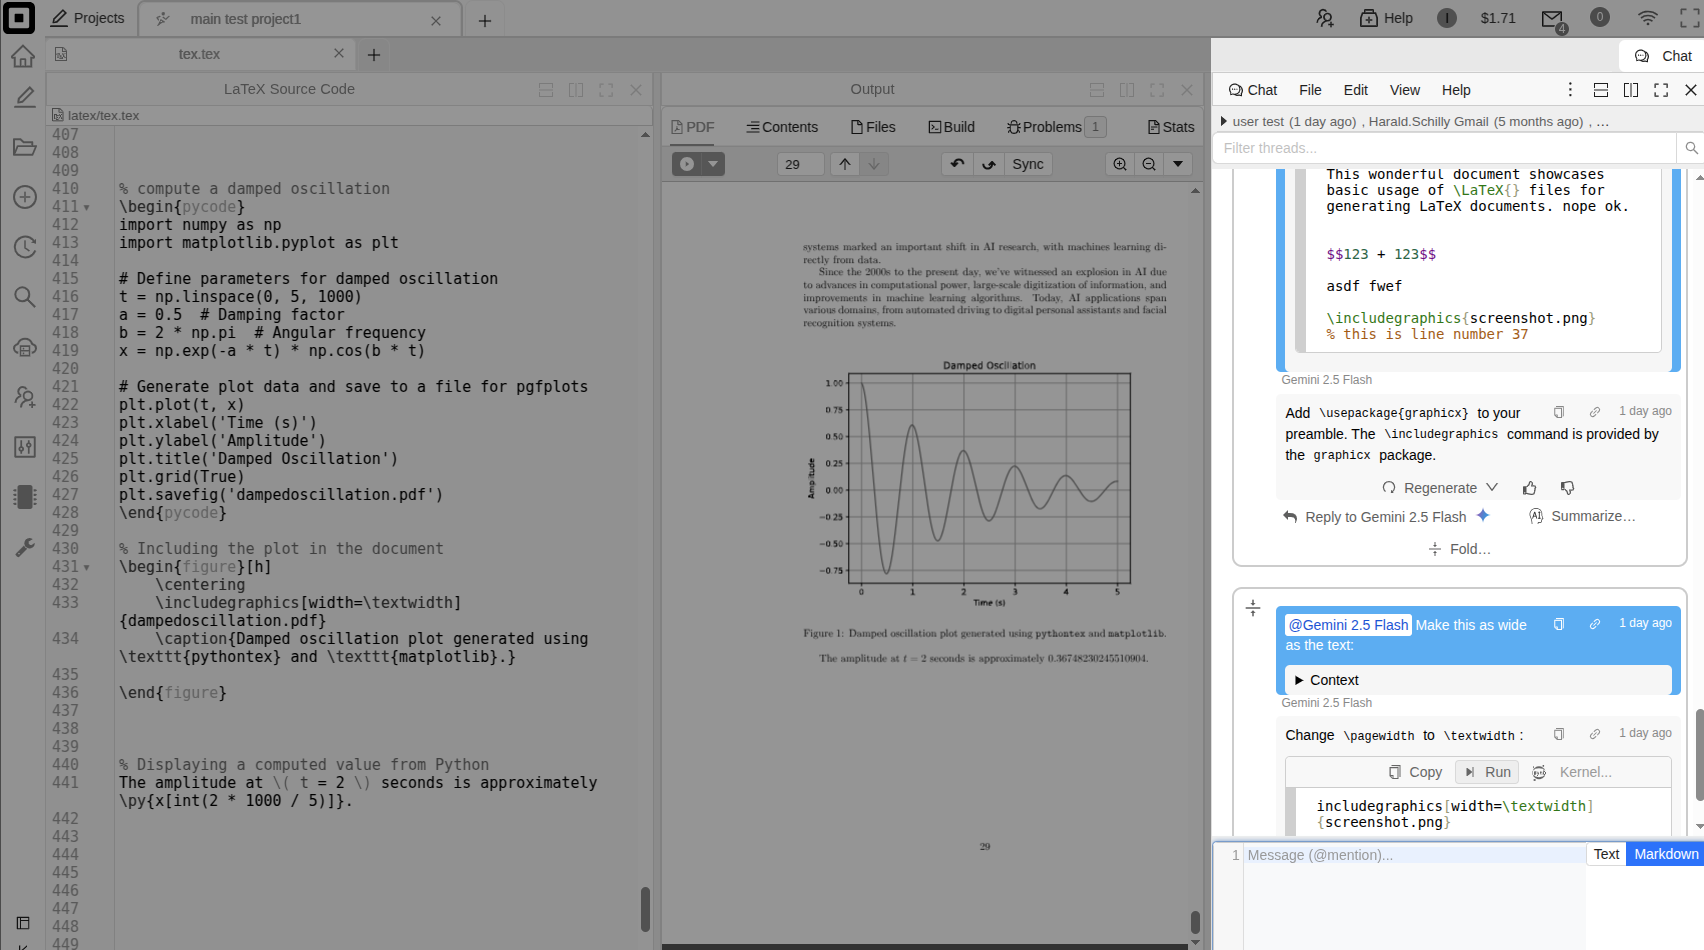 Projects
main test project1
Help
I
$1.71
4
0
tex.tex
Chat
LaTeX Source Code
Output
Chat
File
Edit
View
Help
latex/tex.tex
PDF
Contents
Files
Build
Problems
1
Stats
user test (1 day ago) , Harald.Schilly Gmail (5 months ago) , …
29
Sync
Filter threads...
407
408
409
410 % compute a damped oscillation
411 \begin{pycode}
412 import numpy as np
413 import matplotlib.pyplot as plt
414
415 # Define parameters for damped oscillation
416 t = np.linspace(0, 5, 1000)
417 a = 0.5  # Damping factor
418 b = 2 * np.pi  # Angular frequency
419 x = np.exp(-a * t) * np.cos(b * t)
420
421 # Generate plot data and save to a file for pgfplots
422 plt.plot(t, x)
423 plt.xlabel('Time (s)')
424 plt.ylabel('Amplitude')
425 plt.title('Damped Oscillation')
426 plt.grid(True)
427 plt.savefig('dampedoscillation.pdf')
428 \end{pycode}
429
430 % Including the plot in the document
431 \begin{figure}[h]
432 \centering
433 \includegraphics[width=\textwidth]
{dampedoscillation.pdf}
434 \caption{Damped oscillation plot generated using
\texttt{pythontex} and \texttt{matplotlib}.}
435
436 \end{figure}
437
438
439
440 % Displaying a computed value from Python
441 The amplitude at \( t = 2 \) seconds is approximately
\py{x[int(2 * 1000 / 5)]}.
442
443
444
445
446
447
448
449
systems marked an important shift in AI research, with machines learning di-
rectly from data.
Since the 2000s to the present day, we've witnessed an explosion in AI due
to advances in computational power, large-scale digitization of information, and
improvements in machine learning algorithms. Today, AI applications span
various domains, from automated driving to digital personal assistants and facial
recognition systems.
Damped Oscillation
1.00
0.75
0.50
0.25
0.00
−0.25
−0.50
−0.75
Amplitude
0 1 2 3 4 5
Time (s)
Figure 1: Damped oscillation plot generated using pythontex and matplotlib.
The amplitude at t = 2 seconds is approximately 0.36748230245510904.
29
This wonderful document showcases
basic usage of \LaTeX{} files for
generating LaTeX documents. nope ok.
$$123 + 123$$
asdf fwef
\includegraphics{screenshot.png}
% this is line number 37
Gemini 2.5 Flash
Add \usepackage{graphicx} to your
1 day ago
preamble. The \includegraphics command is provided by
the graphicx package.
Regenerate
Reply to Gemini 2.5 Flash
AI
Summarize…
Fold…
@Gemini 2.5 Flash Make this as wide
1 day ago
as the text:
Context
Gemini 2.5 Flash
Change \pagewidth to \textwidth :
1 day ago
Copy
Run
Kernel...
includegraphics[width=\textwidth]
{screenshot.png}
1 Message (@mention)...
Text
Markdown